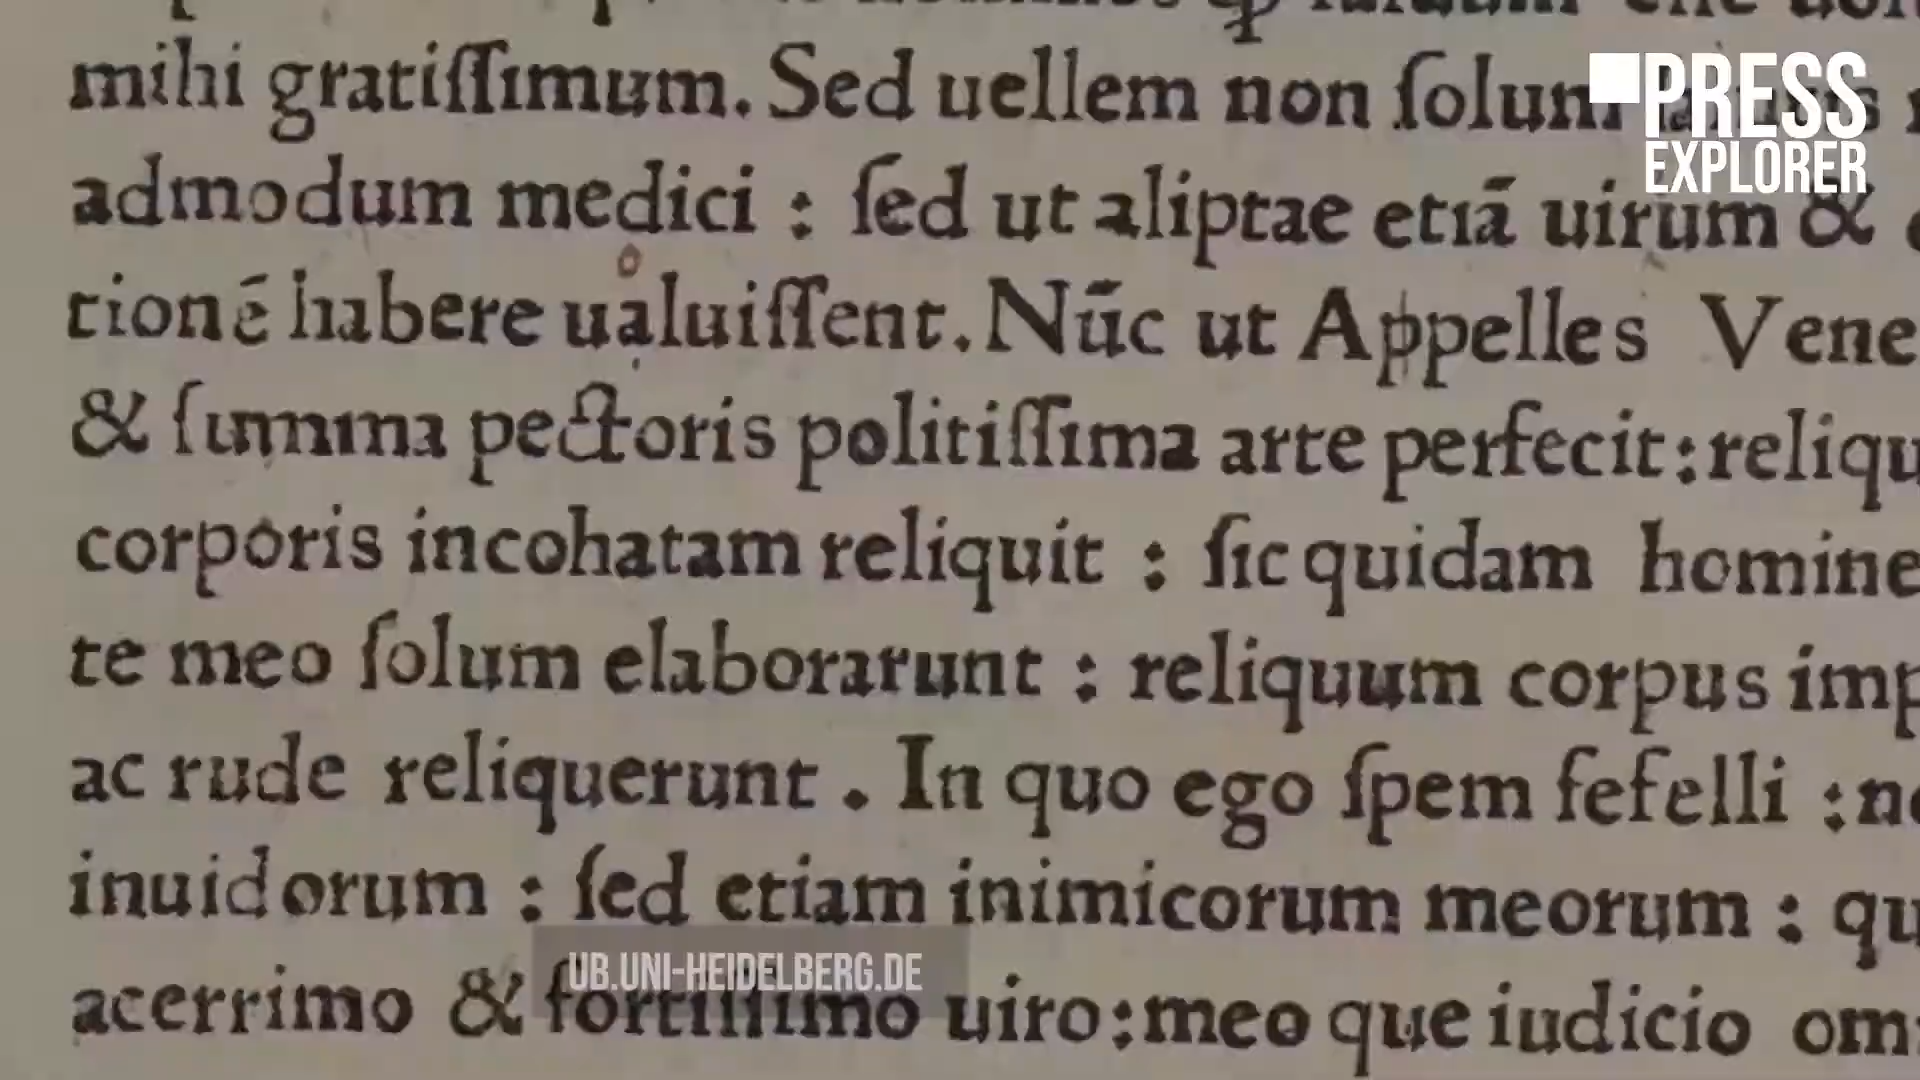 mihi gratiſſimum. Sed uellem non ſolum
PRESS
EXPLORER
admodum medici : ſed ut aliptae etiā uirum &
o
tionē habere ualuiſſent. Nūc ut Appelles Vene
& ſumma pectoris politiſſima arte perfecit: reliqu
corporis incohatam reliquit : ſic quidam homine
te meo ſolum elaborarunt : reliquum corpus imp
ac rude reliquerunt . In quo ego ſpem fefelli : ne
inuidorum : ſed etiam inimicorum meorum : qu
UB.UNI-HEIDELBERG.DE
acerrimo & fortiſſimo uiro: meo que iudicio om